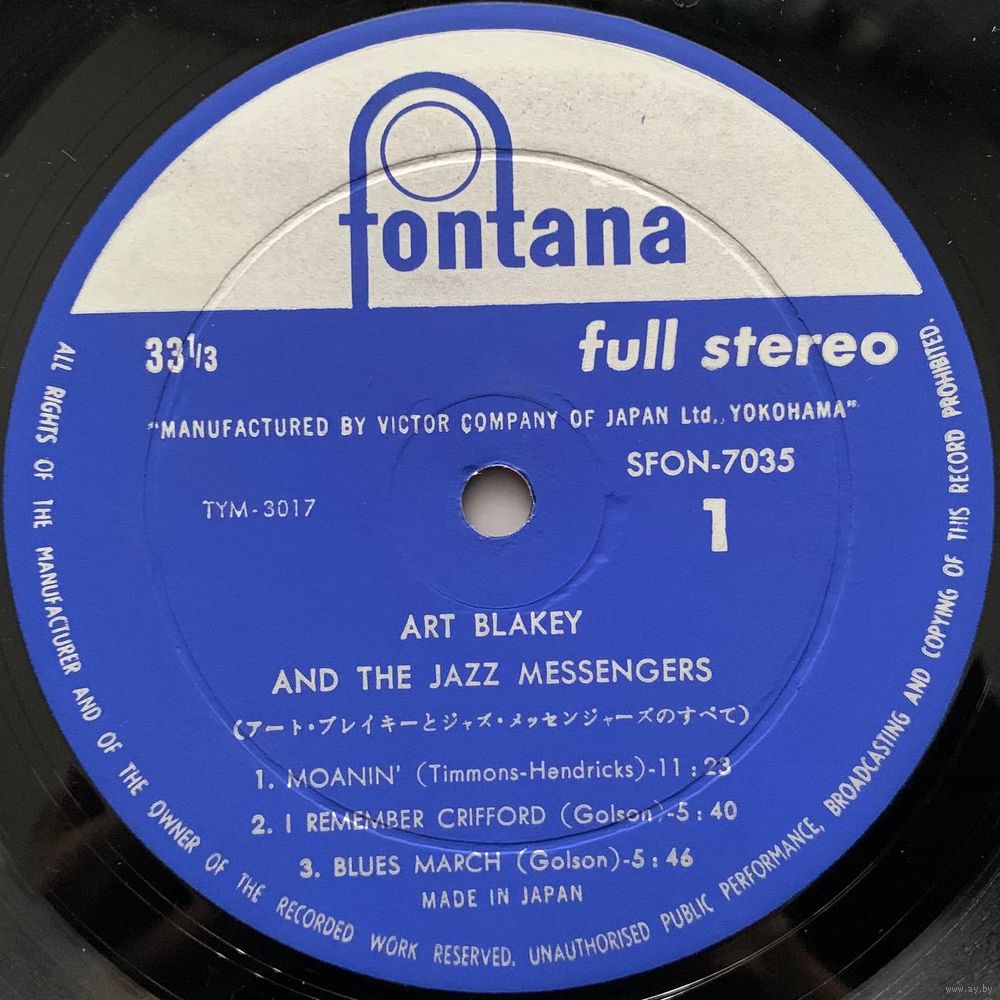 fontana
33 1/3
full stereo
"MANUFACTURED BY VICTOR COMPANY OF JAPAN Ltd., YOKOHAMA"
SFON-7035
TYM-3017
1
ART BLAKEY
AND THE JAZZ MESSENGERS
(アート・ブレイキーとジャズ・メッセンジャーズのすべて)
1. MOANIN' (Timmons-Hendricks)-11 : 23
2. I REMEMBER CRIFFORD (Golson)-5 : 40
3. BLUES MARCH (Golson)-5 : 46
MADE IN JAPAN
ALL RIGHTS OF THE MANUFACTURER AND OF THE OWNER OF THE RECORDED WORK RESERVED. UNAUTHORISED PUBLIC PERFORMANCE, BROADCASTING AND COPYING OF THIS RECORD PROHIBITED.
www.ay.by